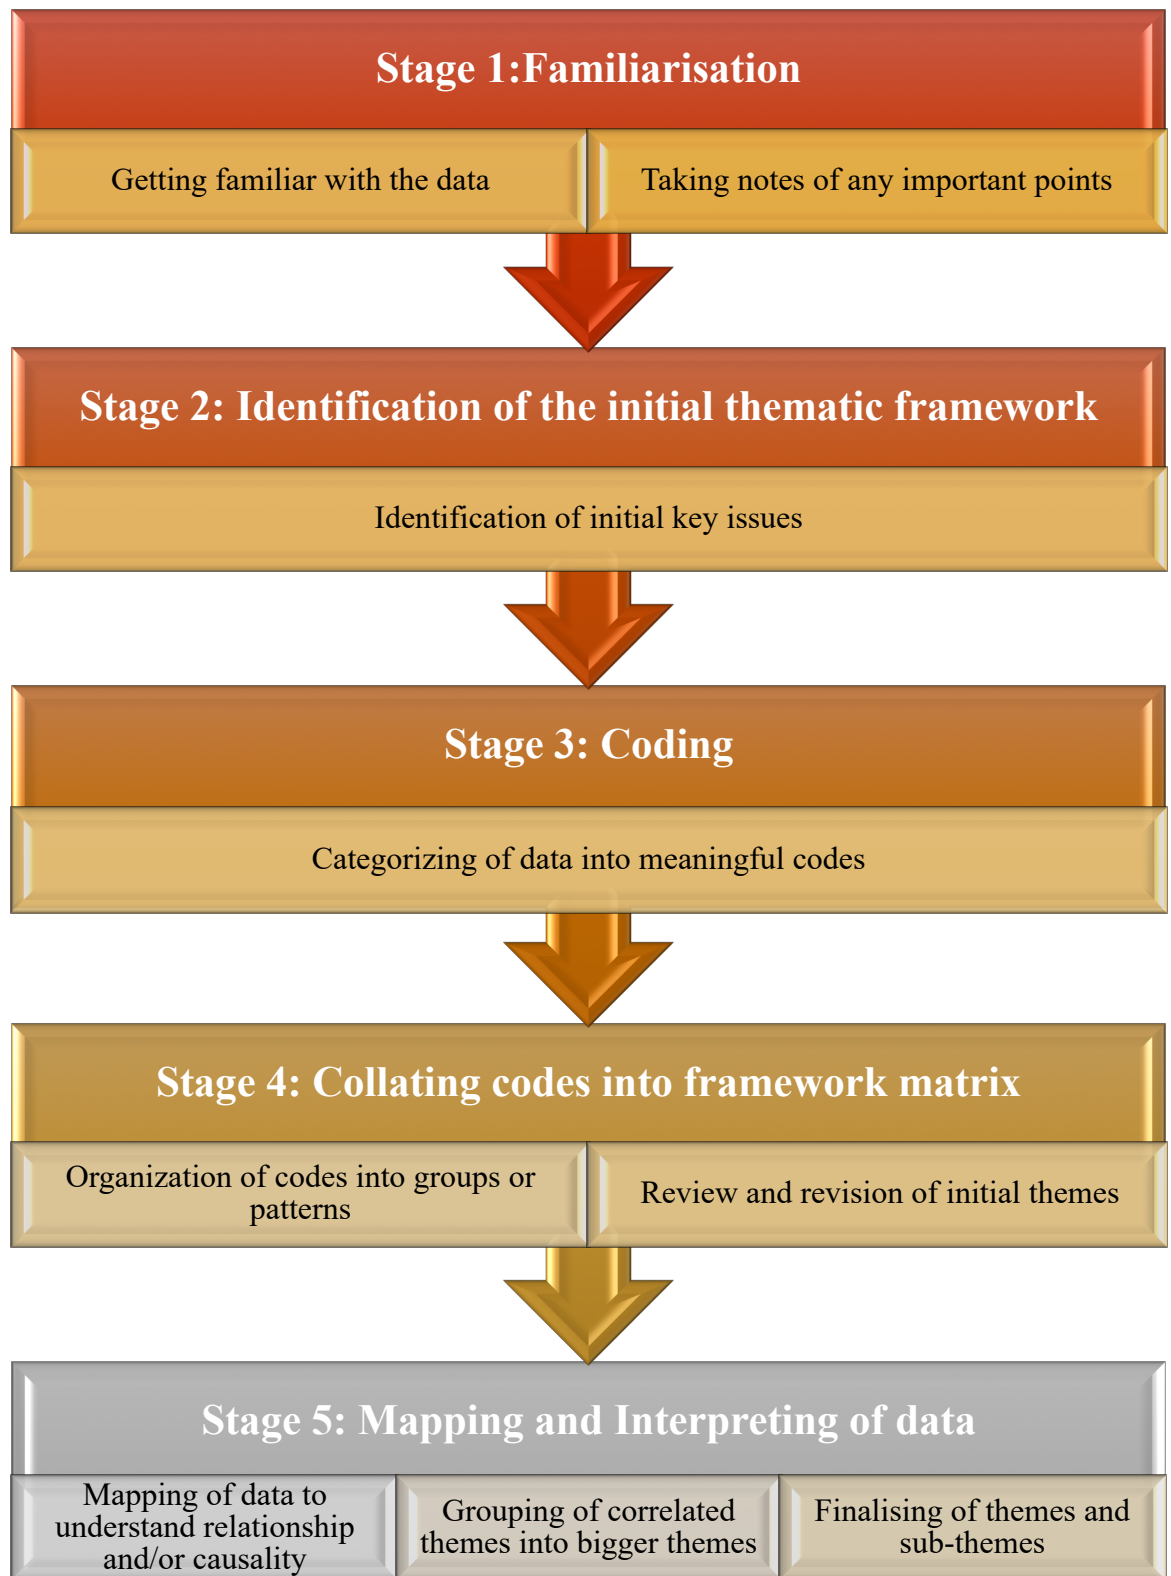 Stage 1:Familiarisation
Getting familiar with the data
Taking notes of any important points
Stage 2: Identification of the initial thematic framework
Identification of initial key issues
Stage 3: Coding
Categorizing of data into meaningful codes
Stage 4: Collating codes into framework matrix
Organization of codes into groups or
patterns
Review and revision of initial themes
Stage 5: Mapping and Interpreting of data
Mapping of data to
understand relationship
and/or causality
Grouping of correlated
themes into bigger themes
Finalising of themes and
sub-themes